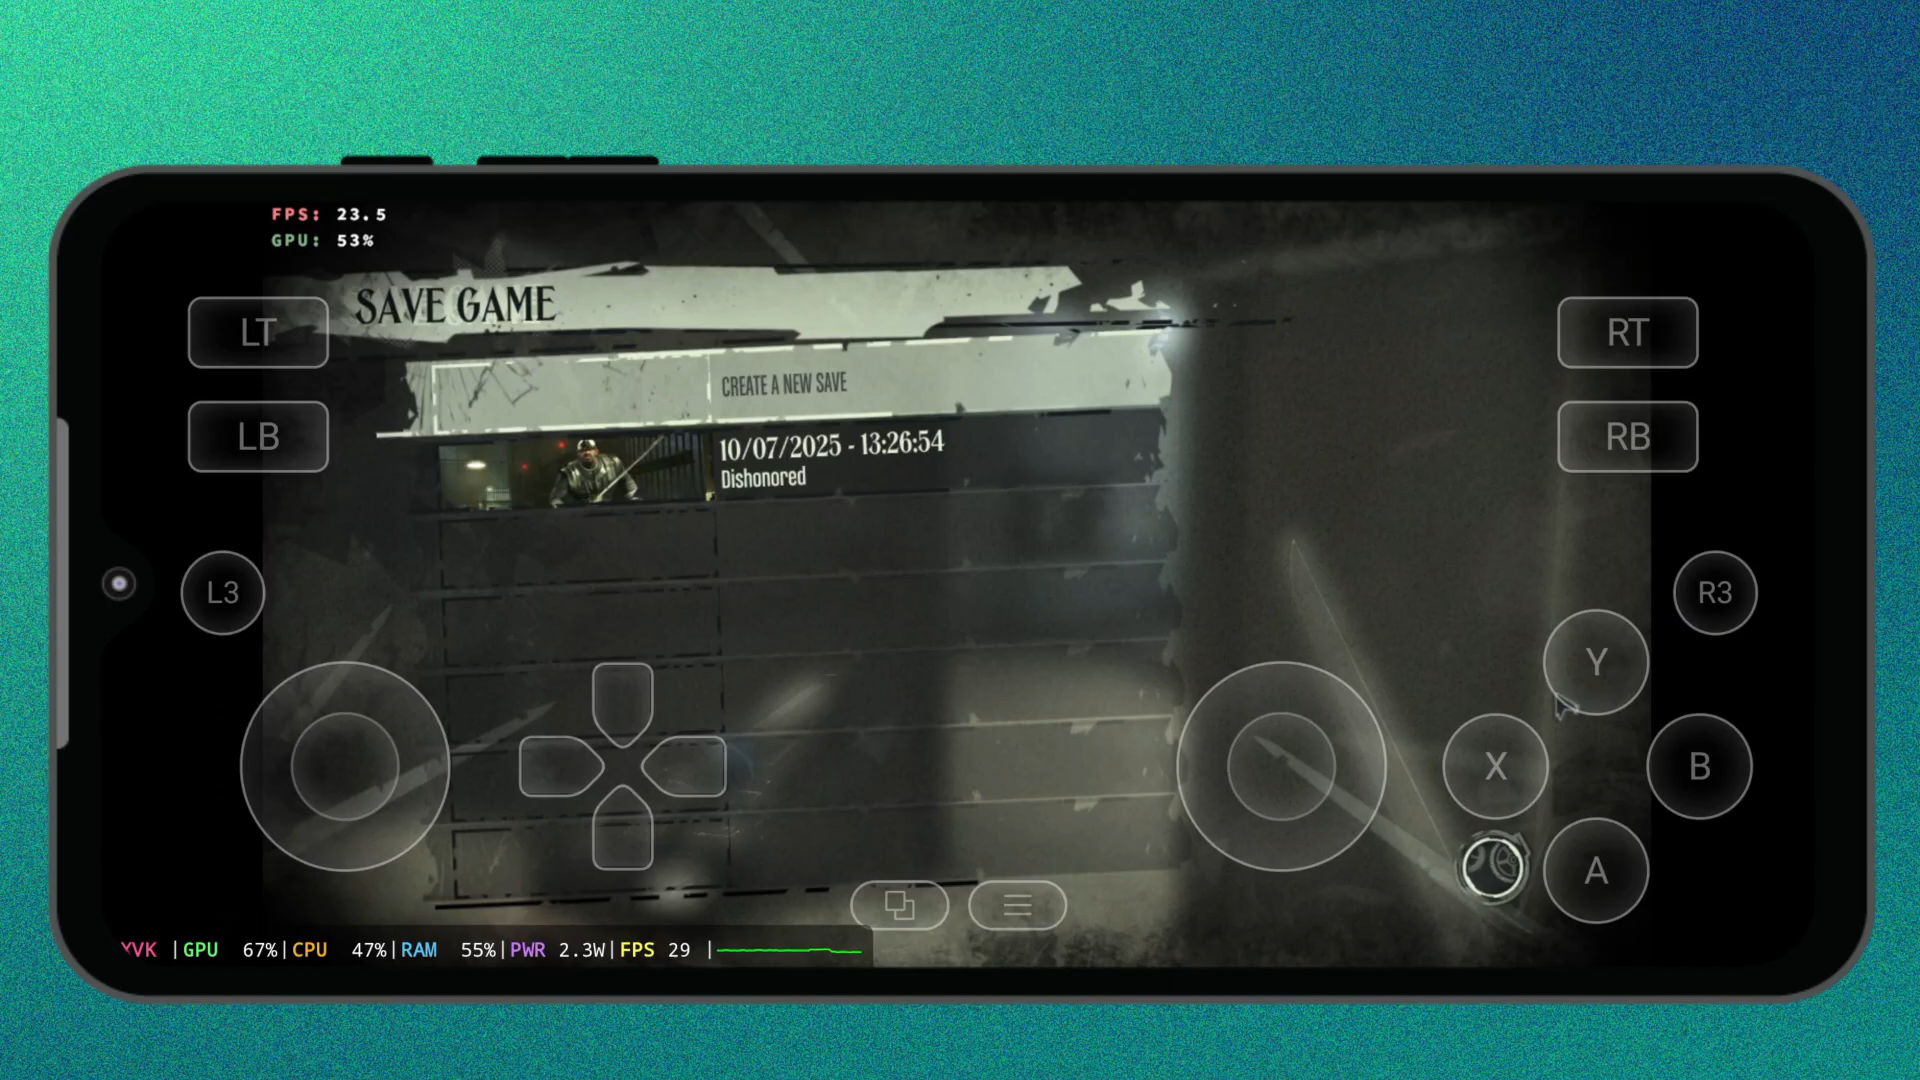 FPS: 23.5
GPU: 53%
SAVE GAME
LT
RT
CREATE A NEW SAVE
LB
RB
10/07/2025 - 13:26:54
Dishonored
L3
R3
Y
X
B
A
VK |GPU 67%|CPU 47%|RAM 55%|PWR 2.3W|FPS 29 |